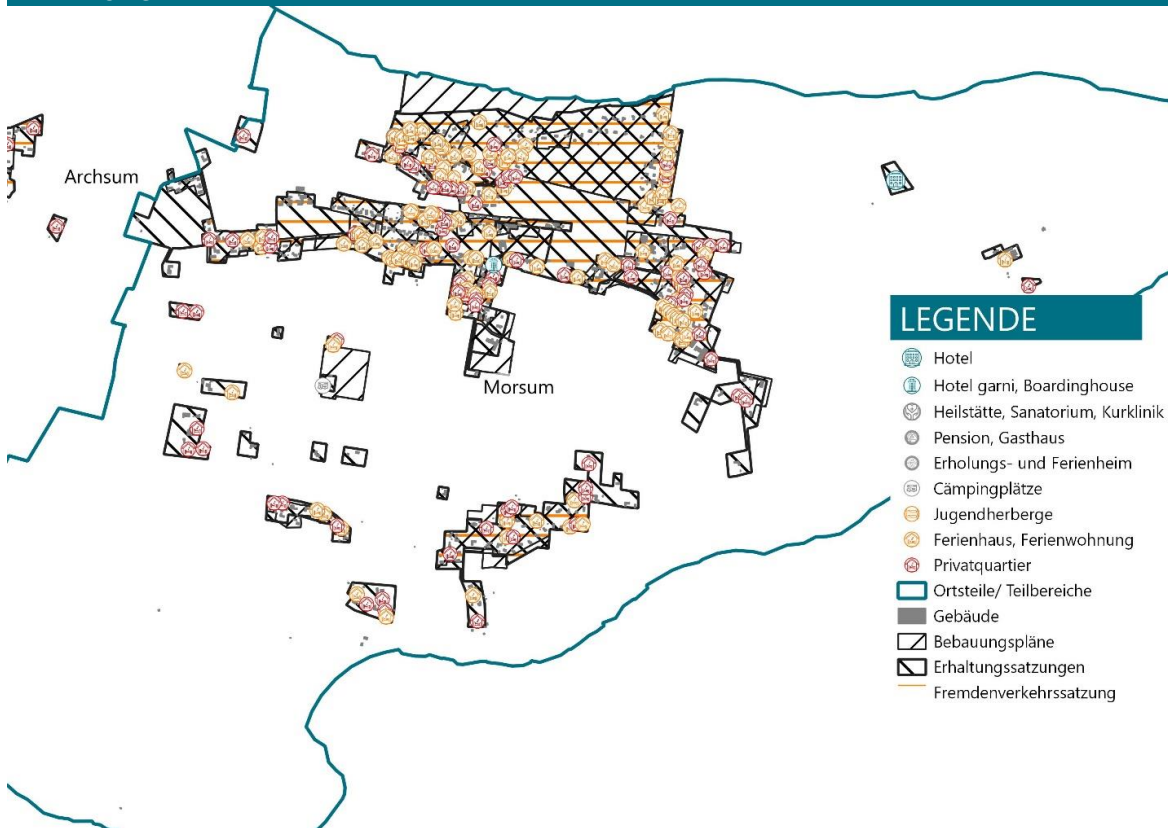 Archsum
Morsum
LEGENDE
Hotel
Hotel garni, Boardinghouse
Heilstätte, Sanatorium, Kurklinik
Pension, Gasthaus
Erholungs- und Ferienheim
Cämpingplätze
Jugendherberge
Ferienhaus, Ferienwohnung
Privatquartier
Ortsteile/ Teilbereiche
Gebäude
Bebauungspläne
Erhaltungssatzungen
Fremdenverkehrssatzung